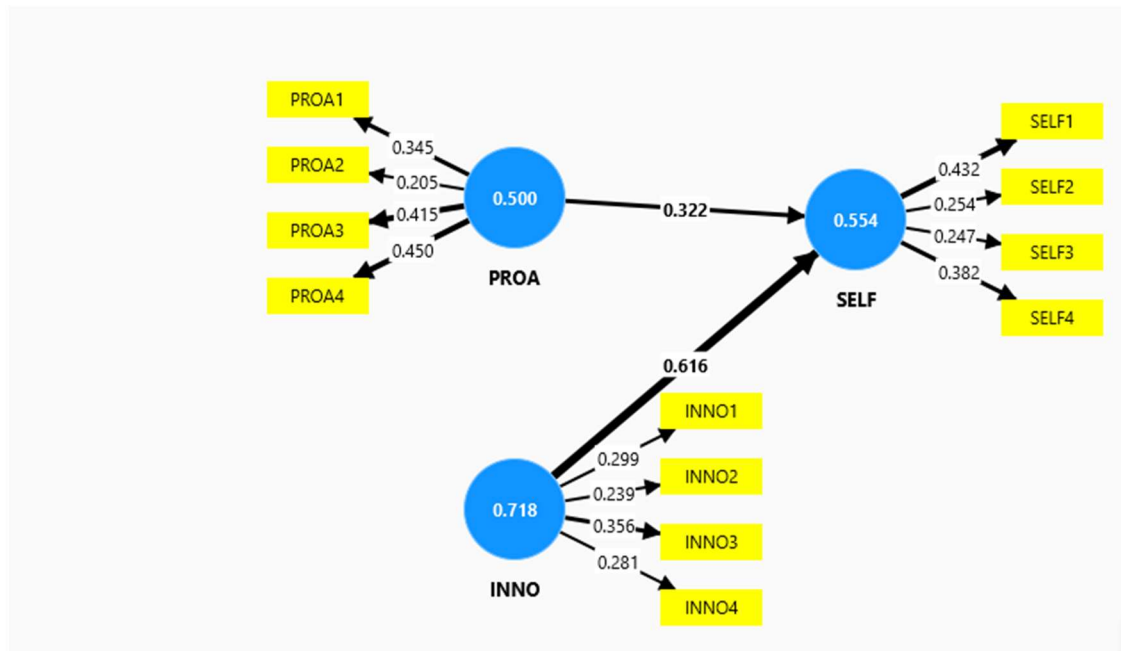 PROA1
0.345
PROA2
0.205
PROA3
0.415
PROA4
0.450
0.500
PROA
0.322
0.554
SELF
SELF1
0.432
SELF2
0.254
SELF3
0.247
SELF4
0.382
0.616
0.718
INNO
INNO1
0.299
INNO2
0.239
INNO3
0.356
INNO4
0.281